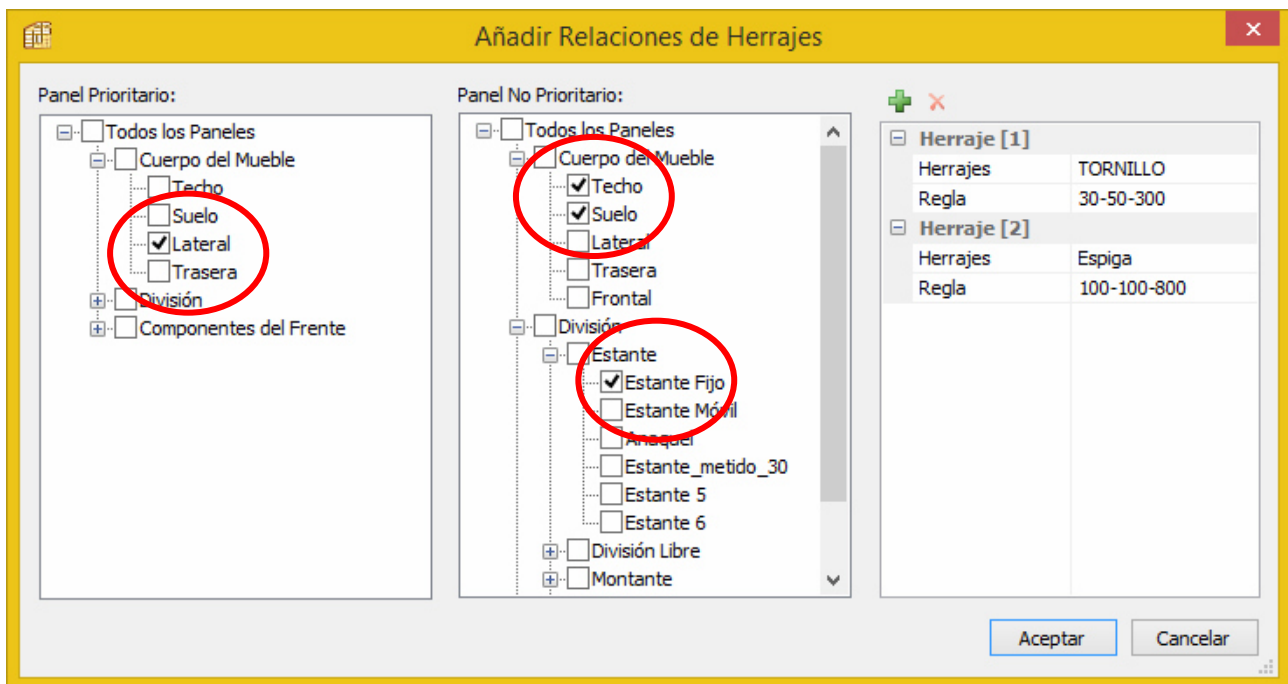 Añadir Relaciones de Herrajes
Panel Prioritario:
Todos los Paneles
Cuerpo del Mueble
Techo
Suelo
Lateral
Trasera
División
Componentes del Frente
Panel No Prioritario:
Todos los Paneles
Cuerpo del Mueble
Techo
Suelo
Lateral
Trasera
Frontal
División
Estante
Estante Fijo
Estante Móvil
Anaquel
Estante_metido_30
Estante 5
Estante 6
División Libre
Montante
Herraje [1]
Herrajes TORNILLO
Regla 30-50-300
Herraje [2]
Herrajes Espiga
Regla 100-100-800
Aceptar
Cancelar